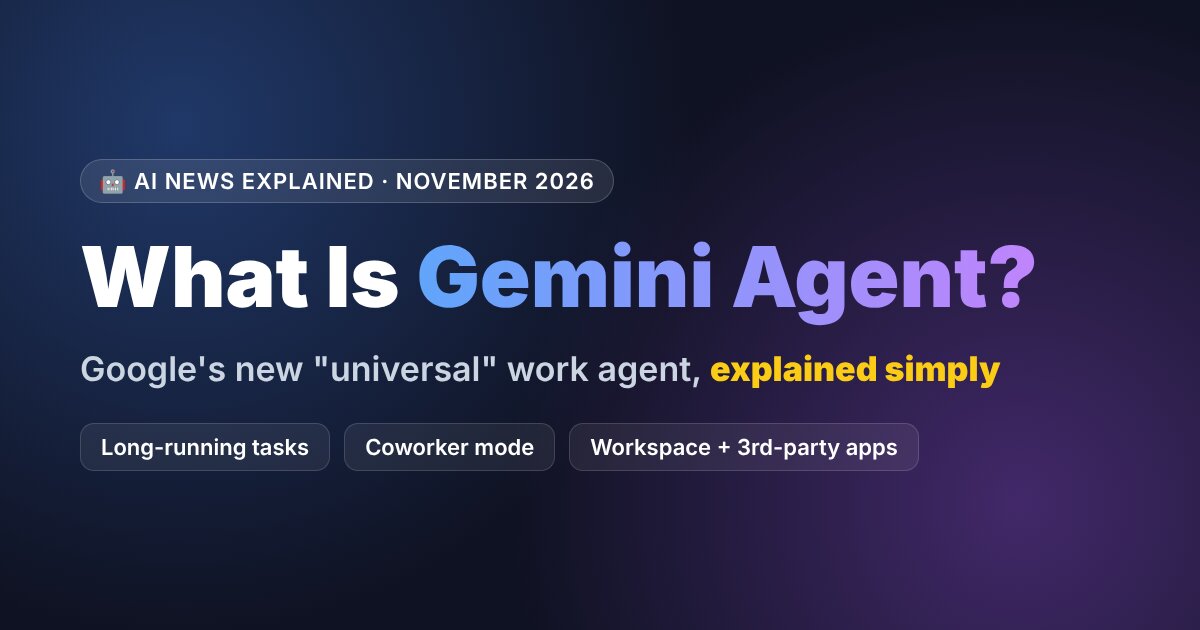 🤖 AI NEWS EXPLAINED · NOVEMBER 2026
What Is Gemini Agent?
Google's new "universal" work agent, explained simply
Long-running tasks
Coworker mode
Workspace + 3rd-party apps